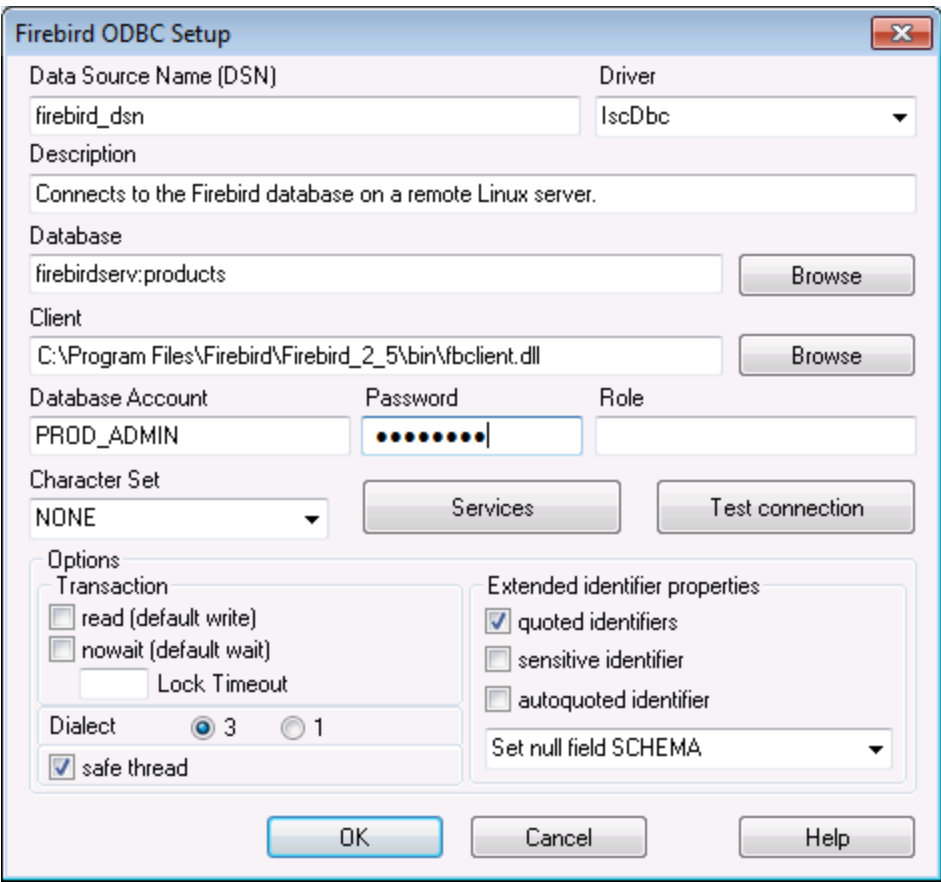 Firebird ODBC Setup
Data Source Name (DSN) Driver
firebird_dsn IscDbc
Description
Connects to the Firebird database on a remote Linux server.
Database
firebirdserv:products Browse
Client
C:\Program Files\Firebird\Firebird_2_5\bin\fbclient.dll Browse
Database Account Password Role
PROD_ADMIN ●●●●●●●●
Character Set
NONE Services Test connection
Options
Transaction Extended identifier properties
read (default write) quoted identifiers
nowait (default wait) sensitive identifier
Lock Timeout autoquoted identifier
Dialect 3 1
Set null field SCHEMA
safe thread
OK Cancel Help